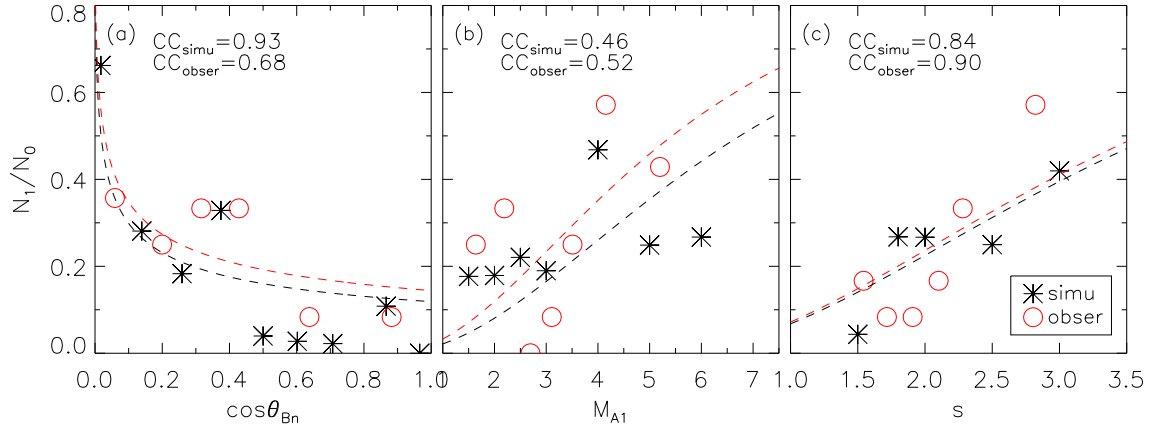 (a) CC_simu=0.93
CC_obser=0.68
(b) CC_simu=0.46
CC_obser=0.52
(c) CC_simu=0.84
CC_obser=0.90
N_1/N_0
0.8
0.6
0.4
0.2
0.0
simu
obser
0.0 0.2 0.4 0.6 0.8 1.0
1 2 3 4 5 6 7
1.0 1.5 2.0 2.5 3.0 3.5
cosθ_Bn
M_A1
s